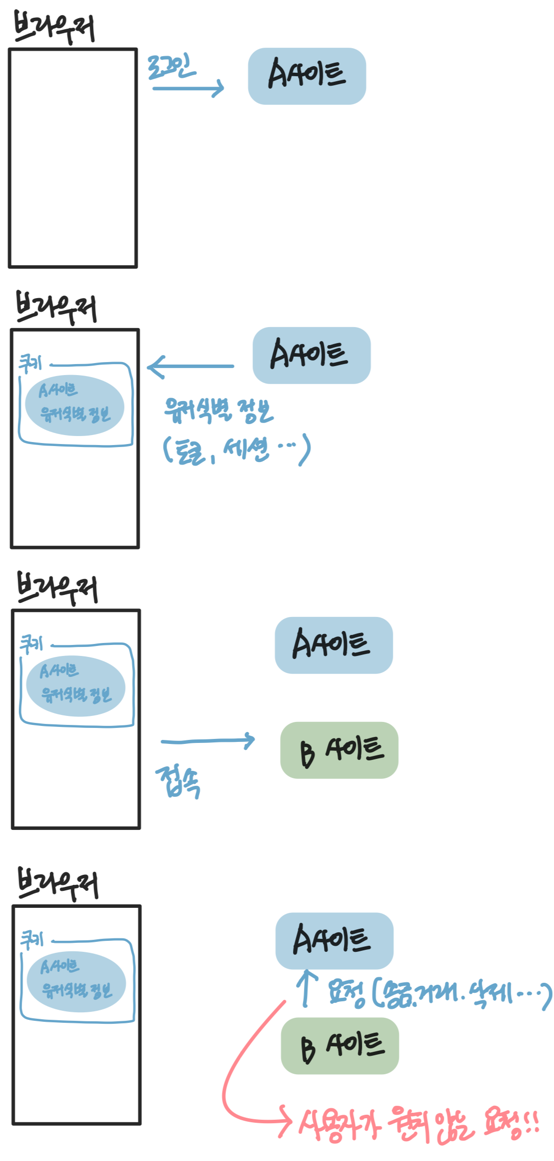 브라우저
로그인
A사이트
브라우저
A사이트
쿠키
A사이트
유저식별 정보
유저식별 정보
(토큰, 세션 …)
브라우저
A사이트
쿠키
A사이트
유저식별 정보
B 사이트
접속
브라우저
A사이트
쿠키
A사이트
유저식별 정보
요청 (송금.거래.삭제…)
B 사이트
사용자가 원치 않는 요청!!